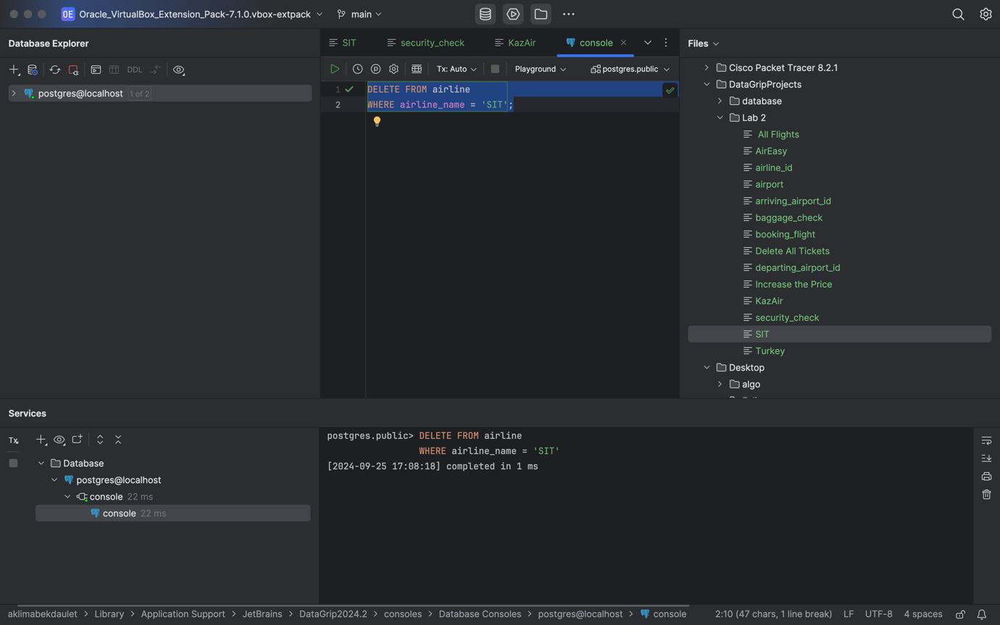 OE Oracle_VirtualBox_Extension_Pack-7.1.0.vbox-extpack main
Database Explorer
DDL
postgres@localhost 1 of 2
SIT security_check KazAir console
Tx: Auto Playground postgres.public
1 DELETE FROM airline
2 WHERE airline_name = 'SIT';
Files
Cisco Packet Tracer 8.2.1
DataGripProjects
database
Lab 2
All Flights
AirEasy
airline_id
airport
arriving_airport_id
baggage_check
booking_flight
Delete All Tickets
departing_airport_id
Increase the Price
KazAir
security_check
SIT
Turkey
Desktop
algo
Services
Tx
Database
postgres@localhost
console 22 ms
console 22 ms
postgres.public> DELETE FROM airline
WHERE airline_name = 'SIT'
[2024-09-25 17:08:18] completed in 1 ms
aklimabekdaulet > Library > Application Support > JetBrains > DataGrip2024.2 > consoles > Database Consoles > postgres@localhost > console 2:10 (47 chars, 1 line break) LF UTF-8 4 spaces